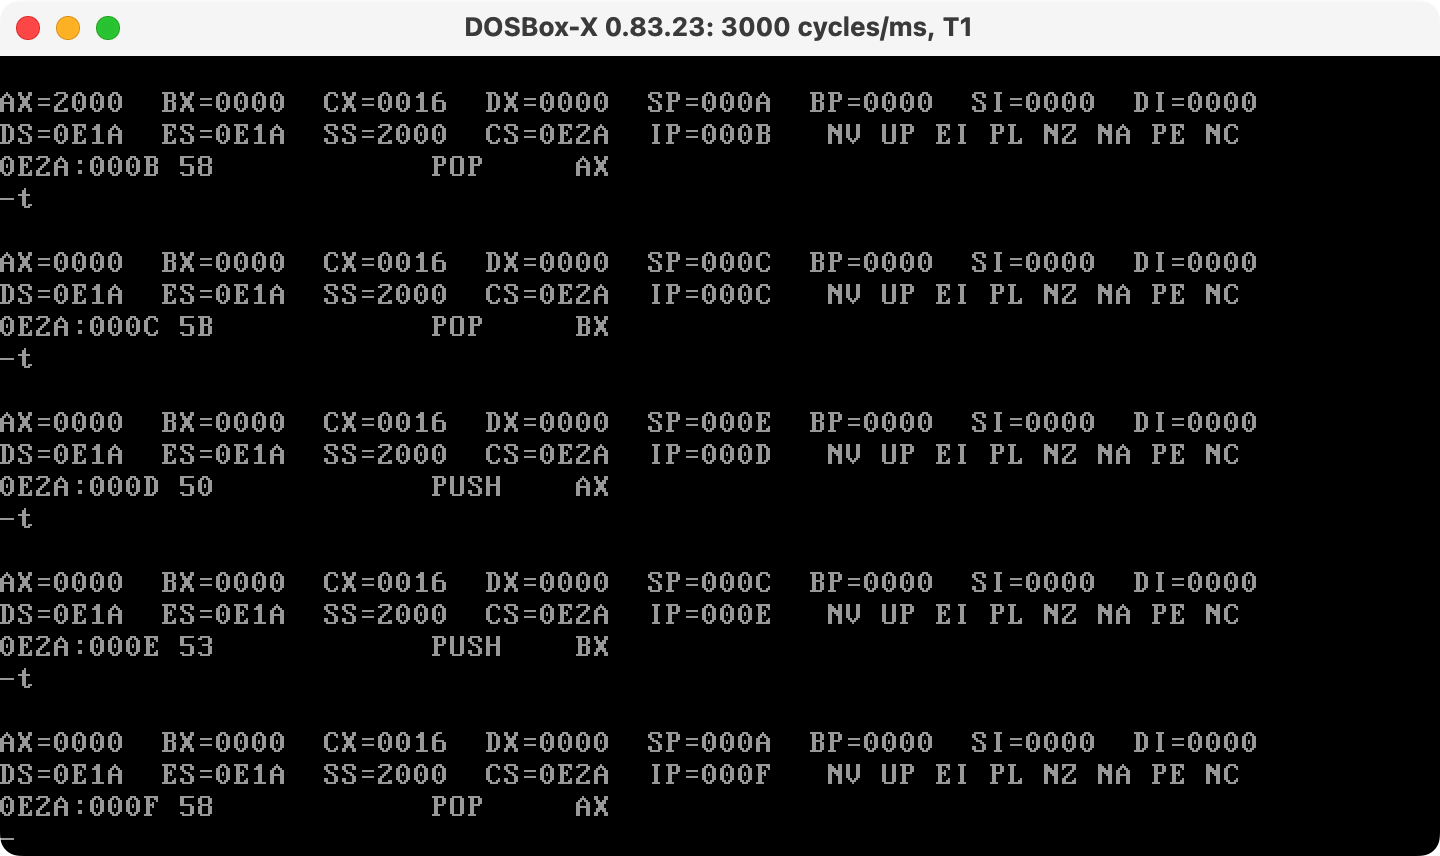 DOSBox-X 0.83.23: 3000 cycles/ms, T1
AX=2000  BX=0000  CX=0016  DX=0000  SP=000A  BP=0000  SI=0000  DI=0000
DS=0E1A  ES=0E1A  SS=2000  CS=0E2A  IP=000B   NV UP EI PL NZ NA PE NC
0E2A:000B 58            POP     AX
-t
AX=0000  BX=0000  CX=0016  DX=0000  SP=000C  BP=0000  SI=0000  DI=0000
DS=0E1A  ES=0E1A  SS=2000  CS=0E2A  IP=000C   NV UP EI PL NZ NA PE NC
0E2A:000C 5B            POP     BX
-t
AX=0000  BX=0000  CX=0016  DX=0000  SP=000E  BP=0000  SI=0000  DI=0000
DS=0E1A  ES=0E1A  SS=2000  CS=0E2A  IP=000D   NV UP EI PL NZ NA PE NC
0E2A:000D 50            PUSH    AX
-t
AX=0000  BX=0000  CX=0016  DX=0000  SP=000C  BP=0000  SI=0000  DI=0000
DS=0E1A  ES=0E1A  SS=2000  CS=0E2A  IP=000E   NV UP EI PL NZ NA PE NC
0E2A:000E 53            PUSH    BX
-t
AX=0000  BX=0000  CX=0016  DX=0000  SP=000A  BP=0000  SI=0000  DI=0000
DS=0E1A  ES=0E1A  SS=2000  CS=0E2A  IP=000F   NV UP EI PL NZ NA PE NC
0E2A:000F 58            POP     AX
-